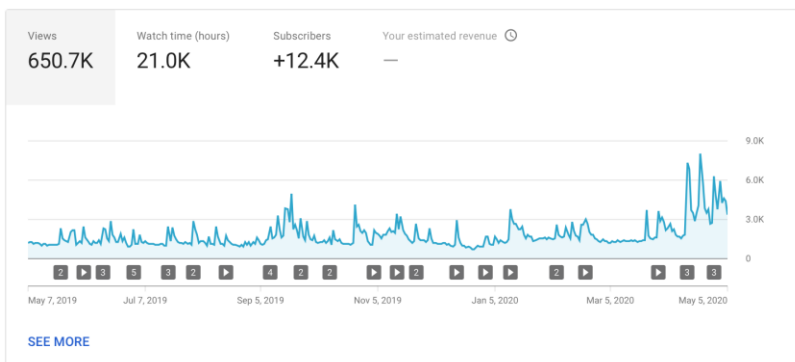 Views Watch time (hours) Subscribers Your estimated revenue
650.7K 21.0K +12.4K —
9.0K
6.0K
3.0K
0
2 3 5 3 2 4 2 2 2 2 3 3
May 7, 2019 Jul 7, 2019 Sep 5, 2019 Nov 5, 2019 Jan 5, 2020 Mar 5, 2020 May 5, 2020
SEE MORE